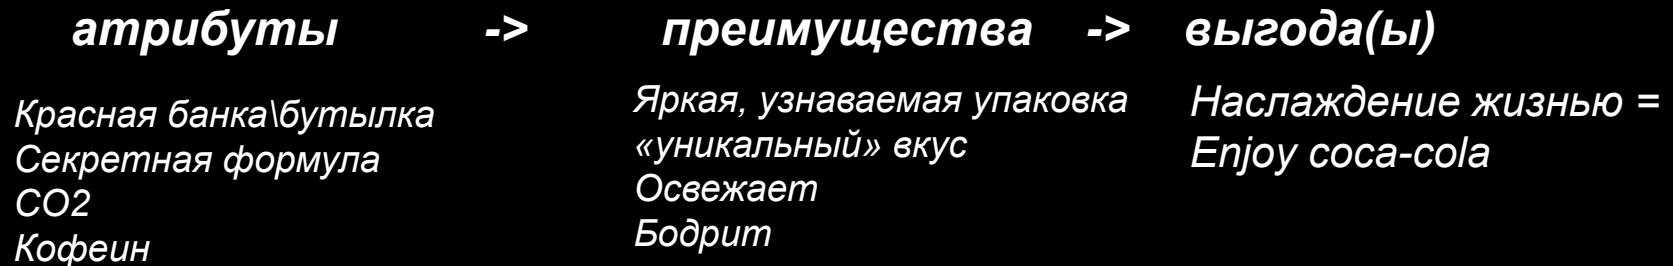 атрибуты -> преимущества -> выгода(ы)
Красная банка\бутылка
Секретная формула
CO2
Кофеин
Яркая, узнаваемая упаковка
«уникальный» вкус
Освежает
Бодрит
Наслаждение жизнью =
Enjoy coca-cola